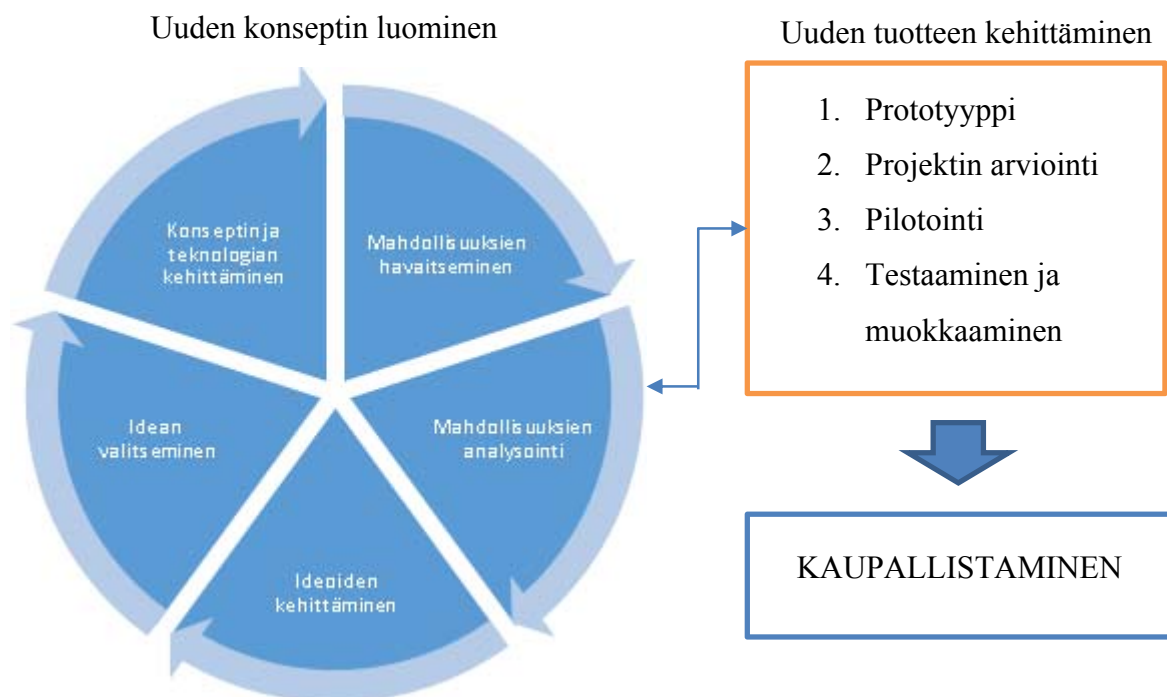 Uuden konseptin luominen
Konseptin ja
teknologian
kehittäminen
Mahdollisuuksien
havaitseminen
Mahdollisuuksien
analysointi
Ideoiden
kehittäminen
Idean
valitseminen
Uuden tuotteen kehittäminen
1. Prototyyppi
2. Projektin arviointi
3. Pilotointi
4. Testaaminen ja
muokkaaminen
KAUPALLISTAMINEN